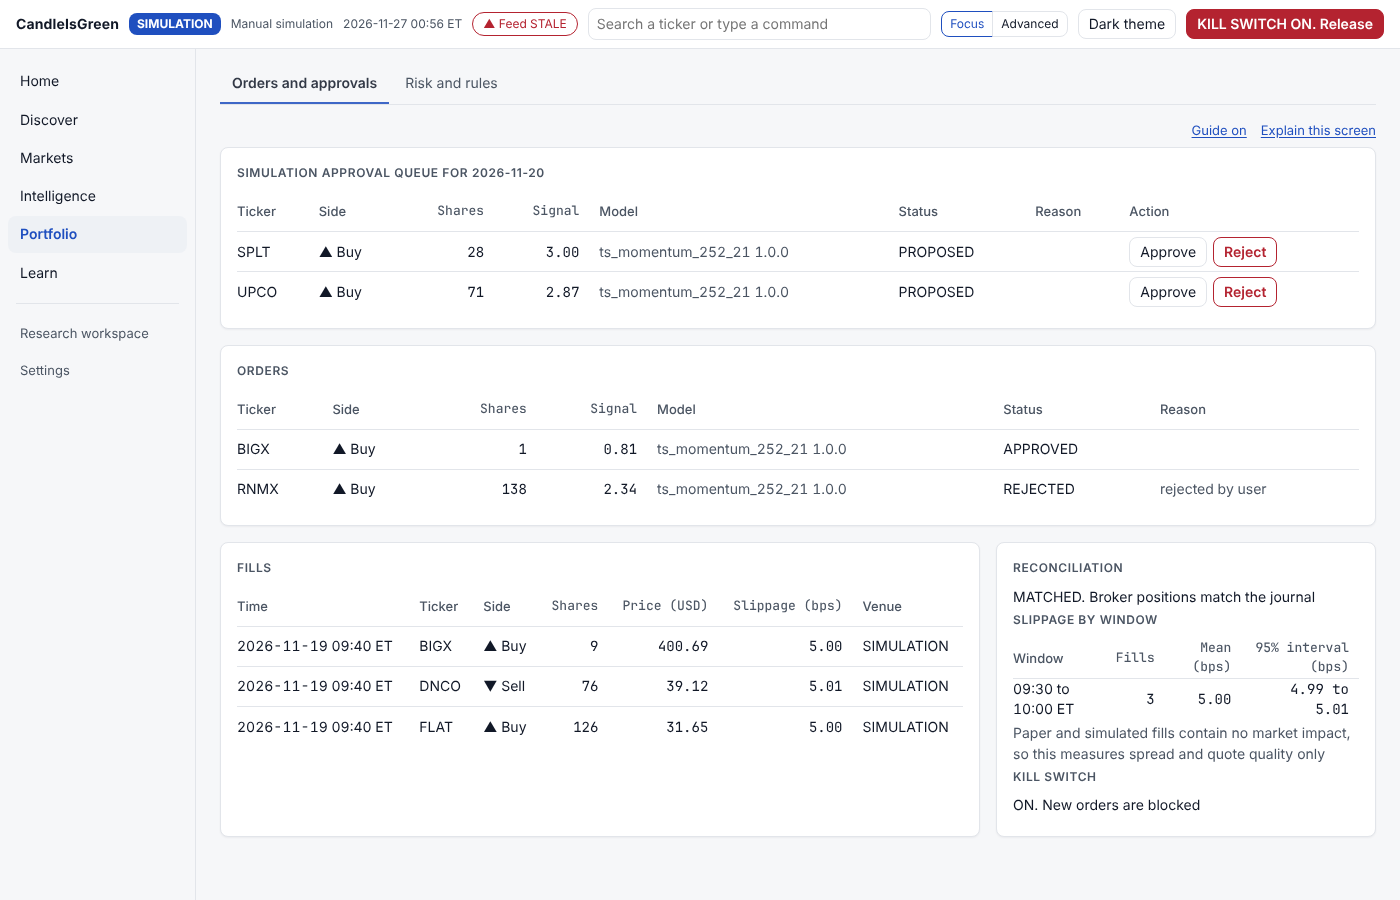 CandleIsGreen SIMULATION Manual simulation 2026-11-27 00:56 ET ▲ Feed STALE Search a ticker or type a command Focus Advanced Dark theme KILL SWITCH ON. Release
Home
Discover
Markets
Intelligence
Portfolio
Learn
Research workspace
Settings
Orders and approvals Risk and rules
Guide on Explain this screen
SIMULATION APPROVAL QUEUE FOR 2026-11-20
Ticker Side Shares Signal Model Status Reason Action
SPLT ▲ Buy 28 3.00 ts_momentum_252_21 1.0.0 PROPOSED Approve Reject
UPCO ▲ Buy 71 2.87 ts_momentum_252_21 1.0.0 PROPOSED Approve Reject
ORDERS
Ticker Side Shares Signal Model Status Reason
BIGX ▲ Buy 1 0.81 ts_momentum_252_21 1.0.0 APPROVED
RNMX ▲ Buy 138 2.34 ts_momentum_252_21 1.0.0 REJECTED rejected by user
FILLS
Time Ticker Side Shares Price (USD) Slippage (bps) Venue
2026-11-19 09:40 ET BIGX ▲ Buy 9 400.69 5.00 SIMULATION
2026-11-19 09:40 ET DNCO ▼ Sell 76 39.12 5.01 SIMULATION
2026-11-19 09:40 ET FLAT ▲ Buy 126 31.65 5.00 SIMULATION
RECONCILIATION
MATCHED. Broker positions match the journal
SLIPPAGE BY WINDOW
Window Fills Mean (bps) 95% interval (bps)
09:30 to 10:00 ET 3 5.00 4.99 to 5.01
Paper and simulated fills contain no market impact,
so this measures spread and quote quality only
KILL SWITCH
ON. New orders are blocked